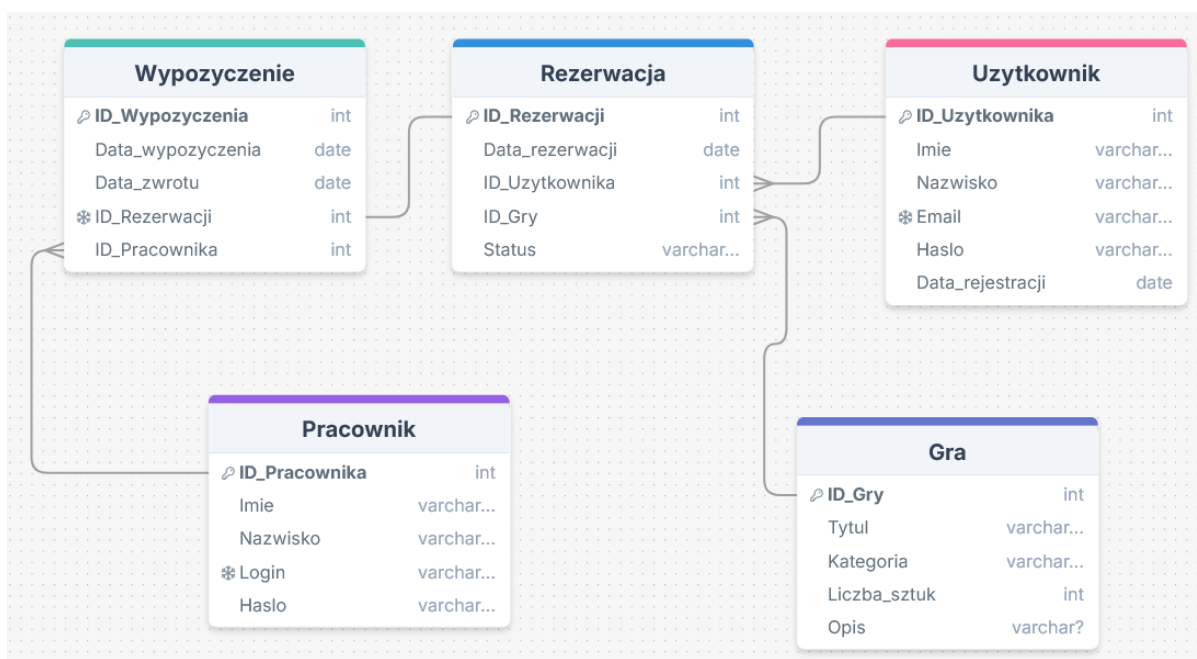 Wypozyczenie
ID_Wypozyczenia int
Data_wypozyczenia date
Data_zwrotu date
ID_Rezerwacji int
ID_Pracownika int
Rezerwacja
ID_Rezerwacji int
Data_rezerwacji date
ID_Uzytkownika int
ID_Gry int
Status varchar...
Uzytkownik
ID_Uzytkownika int
Imie varchar...
Nazwisko varchar...
Email varchar...
Haslo varchar...
Data_rejestracji date
Pracownik
ID_Pracownika int
Imie varchar...
Nazwisko varchar...
Login varchar...
Haslo varchar...
Gra
ID_Gry int
Tytul varchar...
Kategoria varchar...
Liczba_sztuk int
Opis varchar?